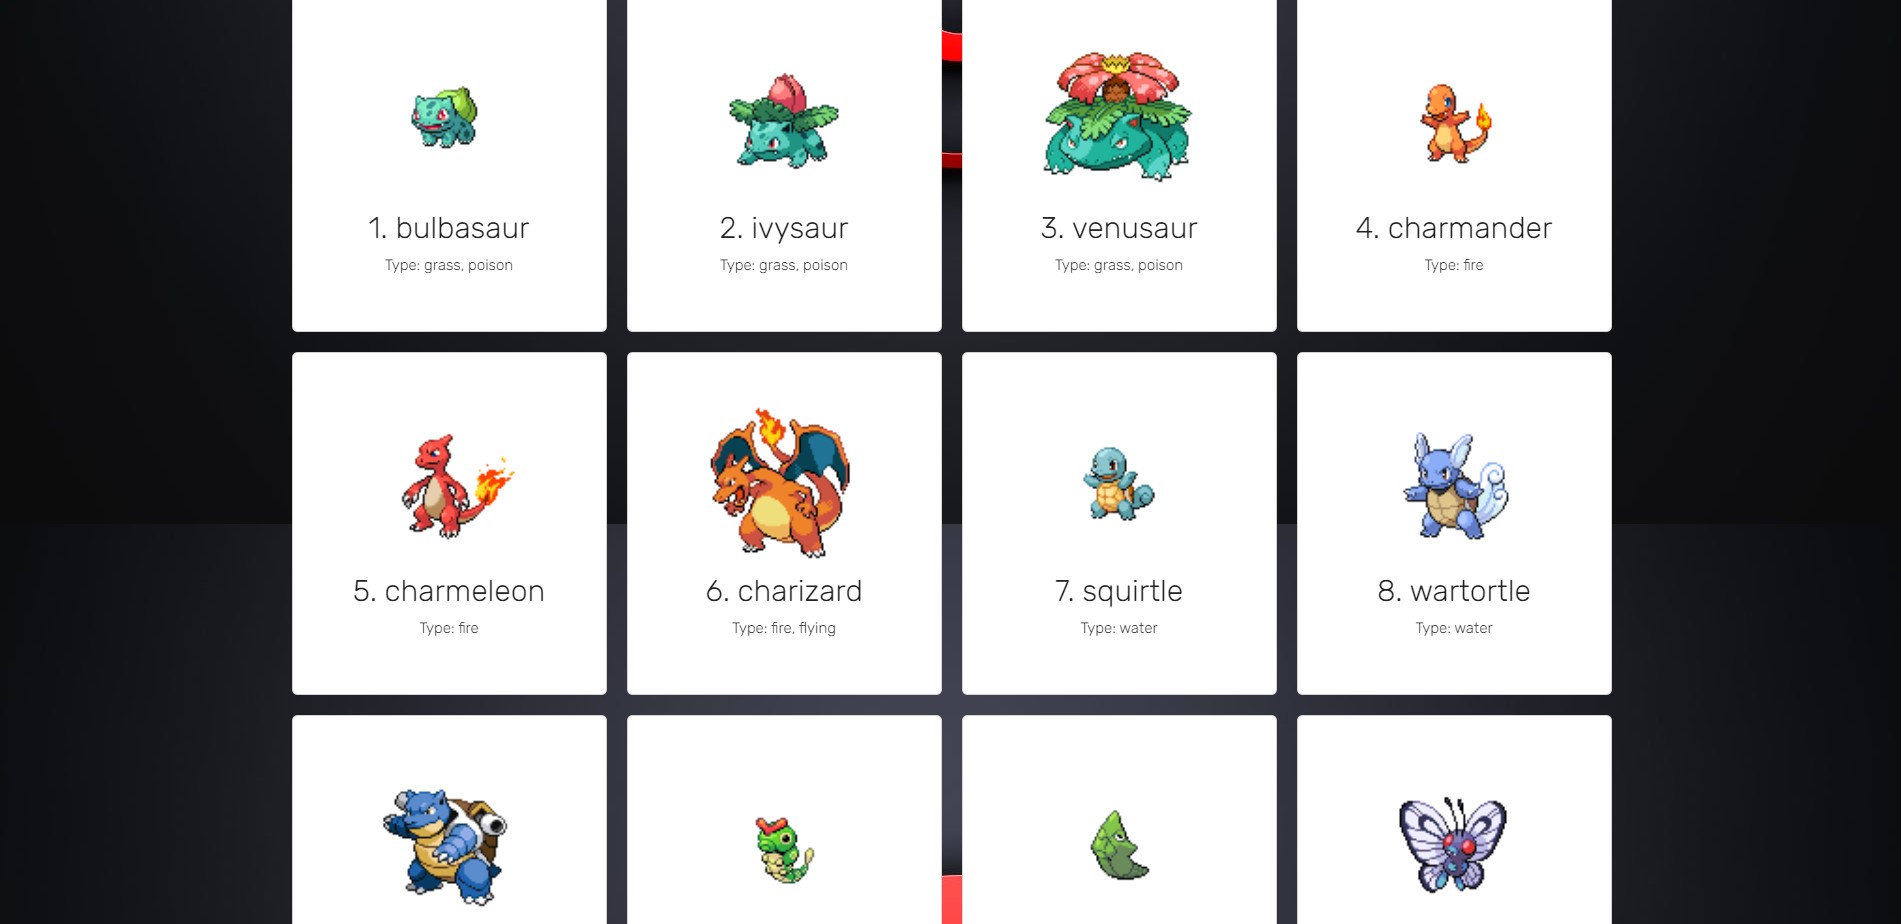 1. bulbasaur
Type: grass, poison
2. ivysaur
Type: grass, poison
3. venusaur
Type: grass, poison
4. charmander
Type: fire
5. charmeleon
Type: fire
6. charizard
Type: fire, flying
7. squirtle
Type: water
8. wartortle
Type: water